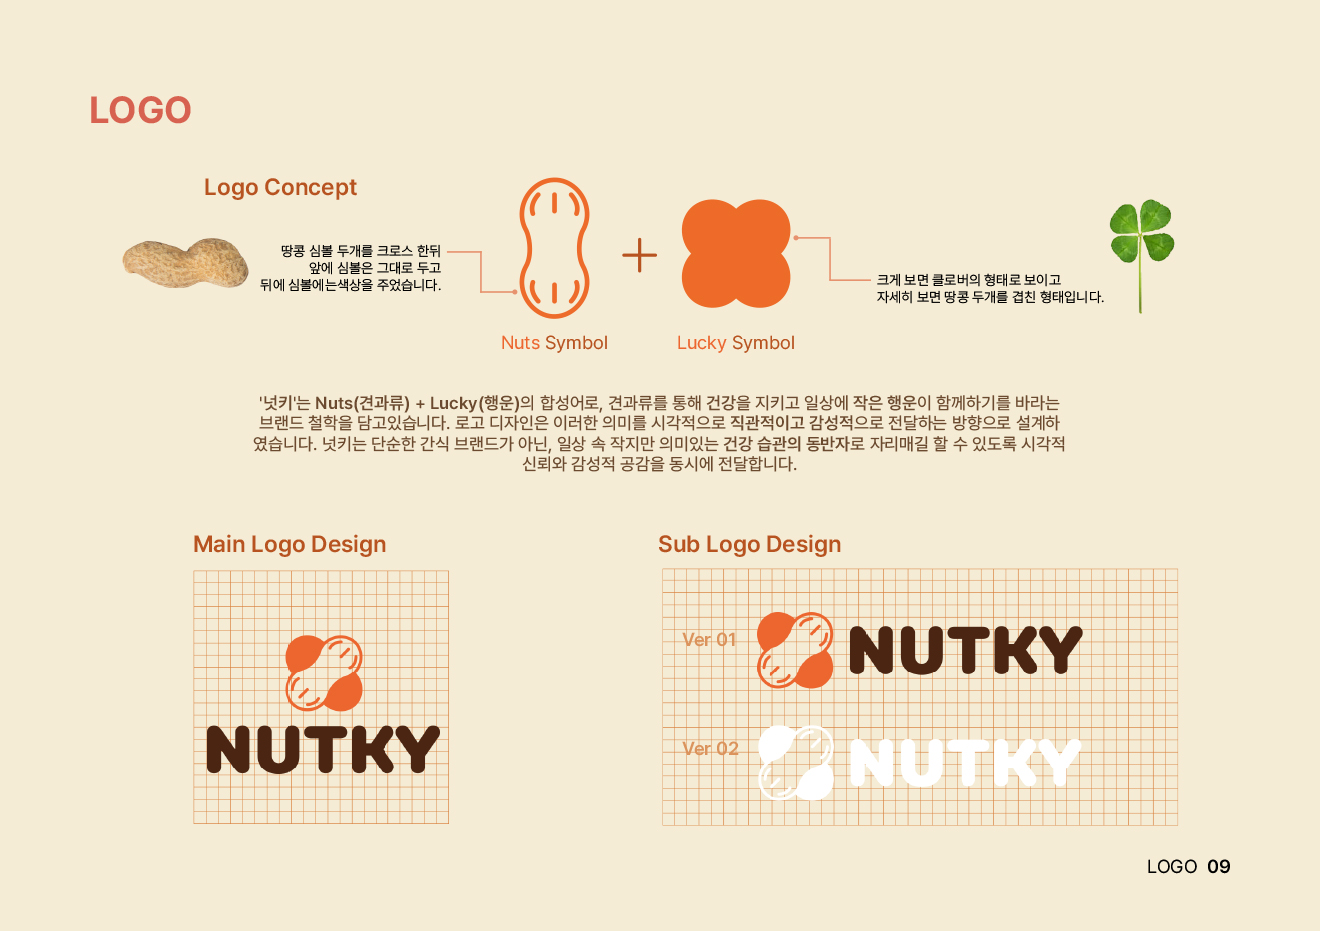 LOGO
Logo Concept
땅콩 심볼 두개를 크로스 한뒤
앞에 심볼은 그대로 두고
뒤에 심볼에는색상을 주었습니다.
크게 보면 클로버의 형태로 보이고
자세히 보면 땅콩 두개를 겹친 형태입니다.
Nuts Symbol
Lucky Symbol
'넛키'는 Nuts(견과류) + Lucky(행운)의 합성어로, 견과류를 통해 건강을 지키고 일상에 작은 행운이 함께하기를 바라는
브랜드 철학을 담고있습니다. 로고 디자인은 이러한 의미를 시각적으로 직관적이고 감성적으로 전달하는 방향으로 설계하
였습니다. 넛키는 단순한 간식 브랜드가 아닌, 일상 속 작지만 의미있는 건강 습관의 동반자로 자리매길 할 수 있도록 시각적
신뢰와 감성적 공감을 동시에 전달합니다.
Main Logo Design
NUTKY
Sub Logo Design
Ver 01
NUTKY
Ver 02
NUTKY
LOGO 09